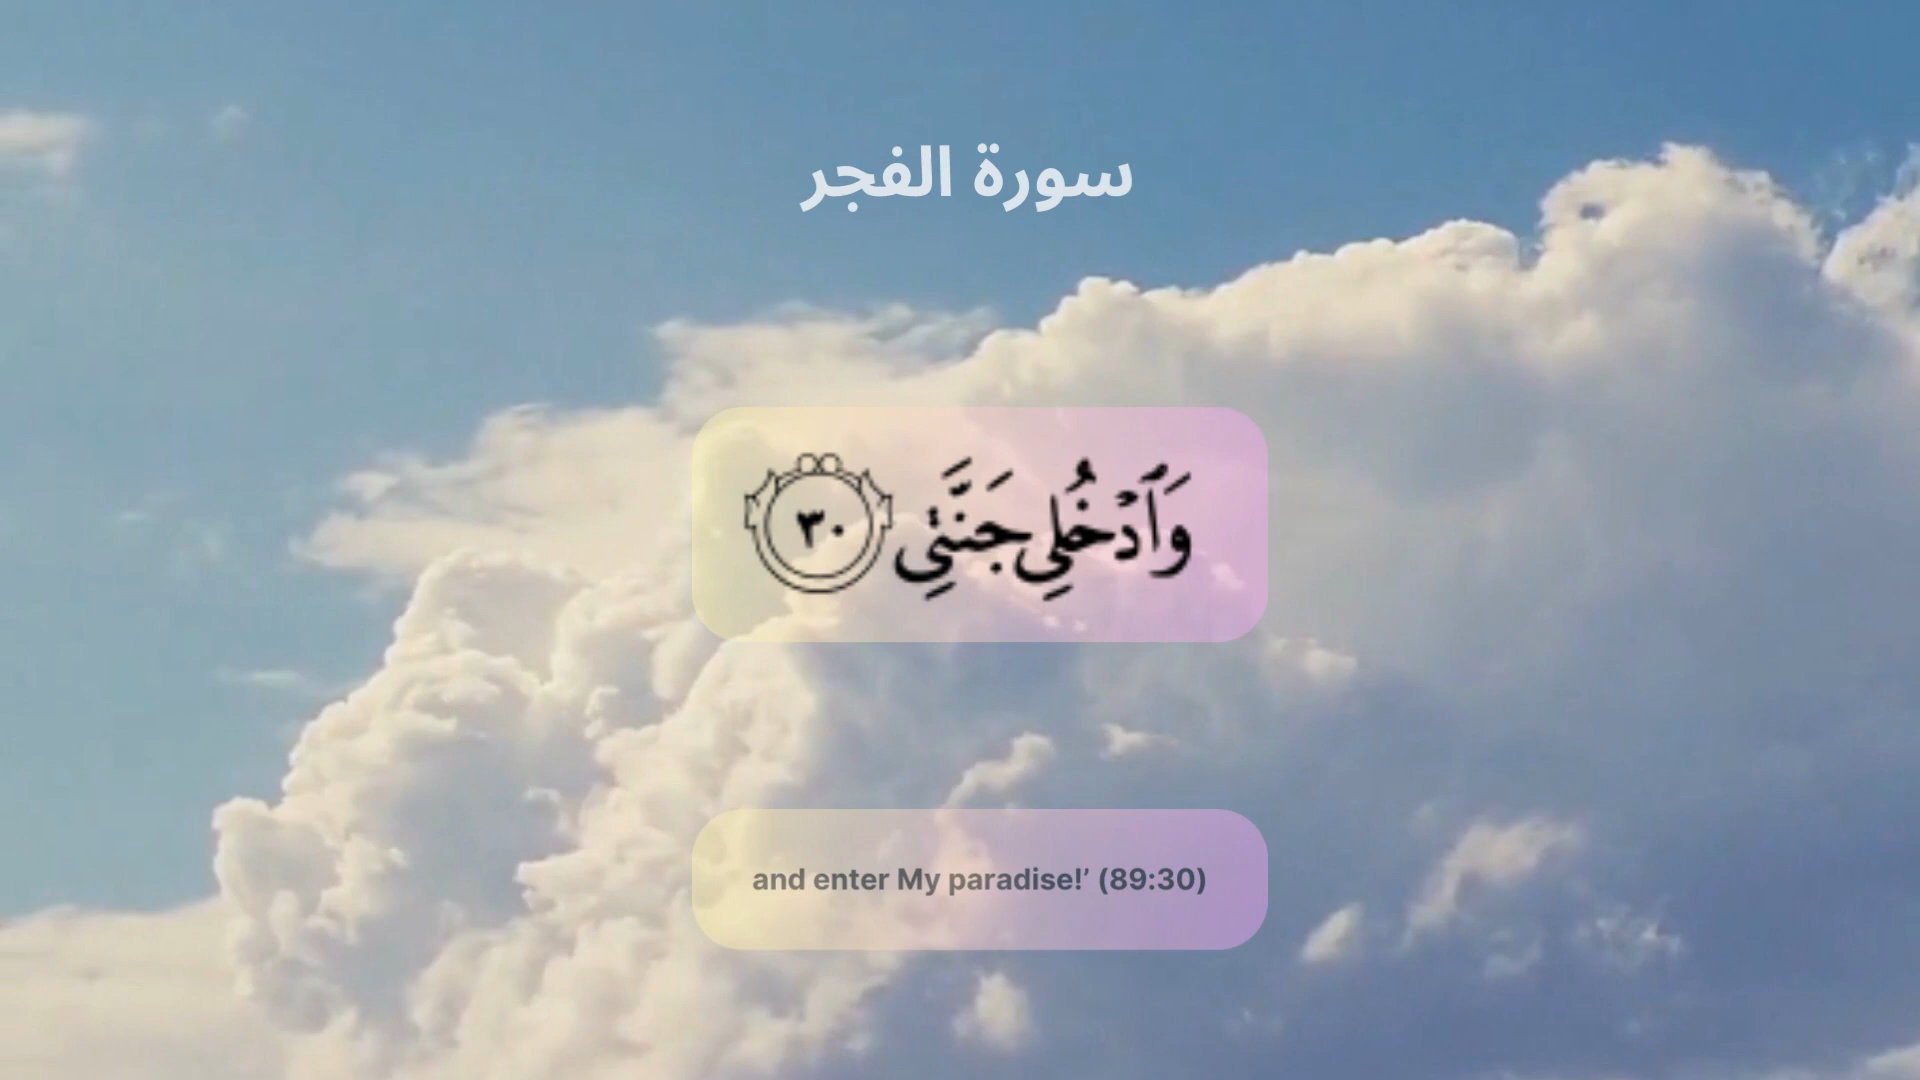 سورة الفجر
وَٱدۡخُلِي جَنَّتِي ٣٠
and enter My paradise!’ (89:30)